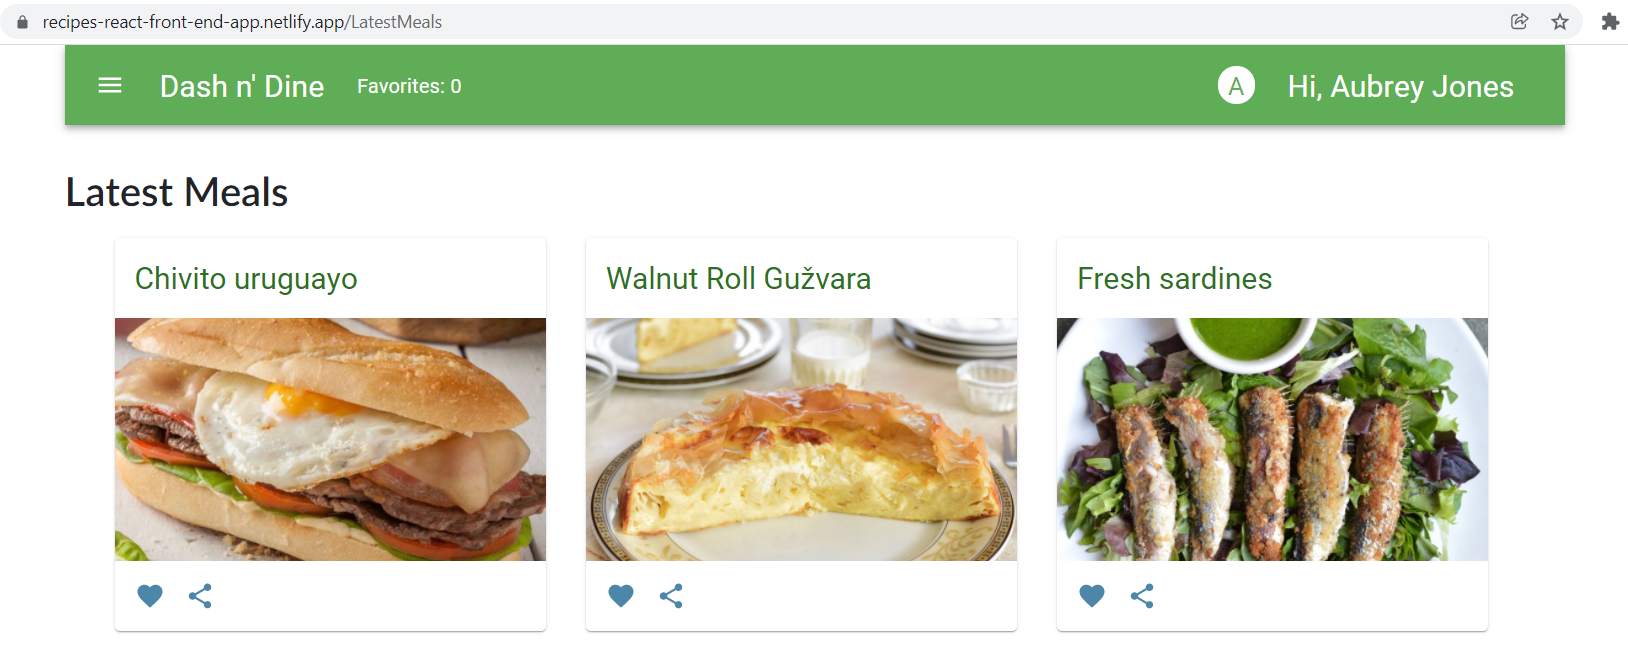 recipes-react-front-end-app.netlify.app/LatestMeals
Dash n' Dine Favorites: 0 A Hi, Aubrey Jones
Latest Meals
Chivito uruguayo
Walnut Roll Gužvara
Fresh sardines